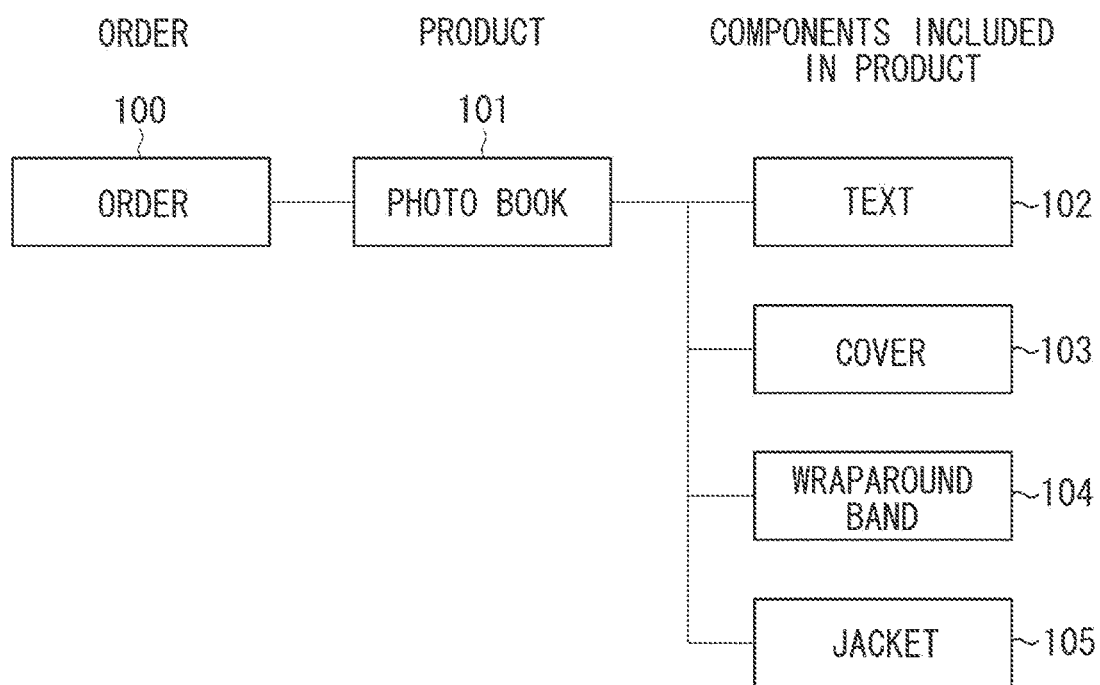 ORDER
PRODUCT
COMPONENTS INCLUDED
IN PRODUCT
100
101
ORDER
PHOTO BOOK
TEXT
102
COVER
103
WRAPAROUND
BAND
104
JACKET
105